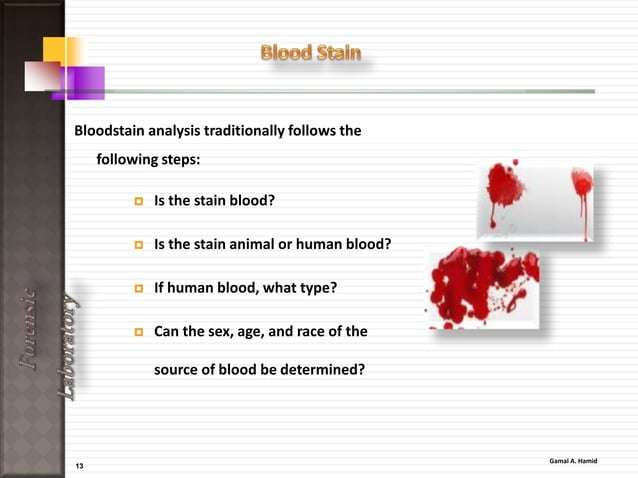 Blood Stain
Bloodstain analysis traditionally follows the
following steps:
Is the stain blood?
Is the stain animal or human blood?
If human blood, what type?
Can the sex, age, and race of the
source of blood be determined?
Forensic
Laboratory
13
Gamal A. Hamid